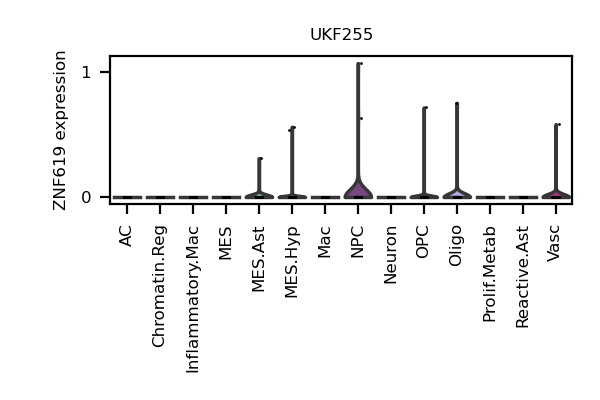 UKF255
ZNF619 expression
1
0
AC
Chromatin.Reg
Inflammatory.Mac
MES
MES.Ast
MES.Hyp
Mac
NPC
Neuron
OPC
Oligo
Prolif.Metab
Reactive.Ast
Vasc